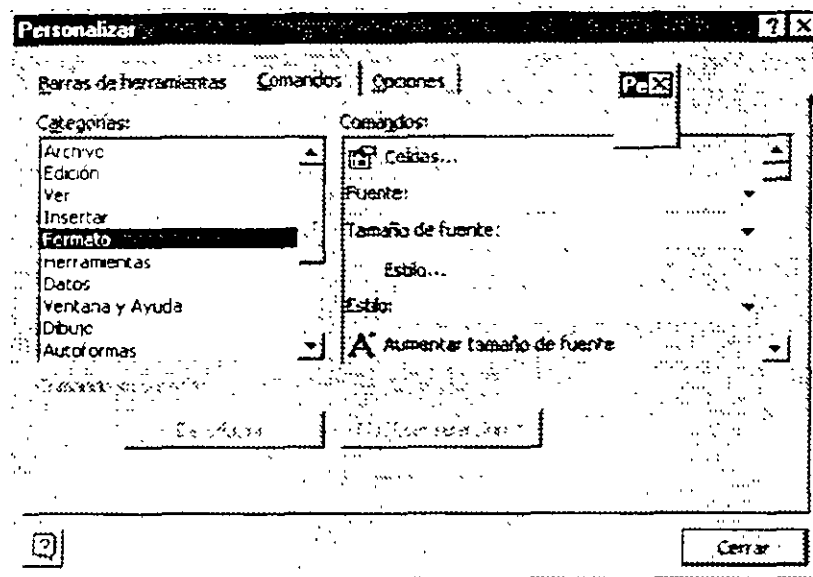 Personalizar
Barras de herramientas Comandos Opciones
Pe
Categorías:
Archivo
Edición
Ver
Insertar
Formato
Herramientas
Datos
Ventana y Ayuda
Dibujo
Autoformas
Comandos:
Celdas...
Fuente:
Tamaño de fuente:
Estilo...
Estilo:
Aumentar tamaño de fuente
Cerrar